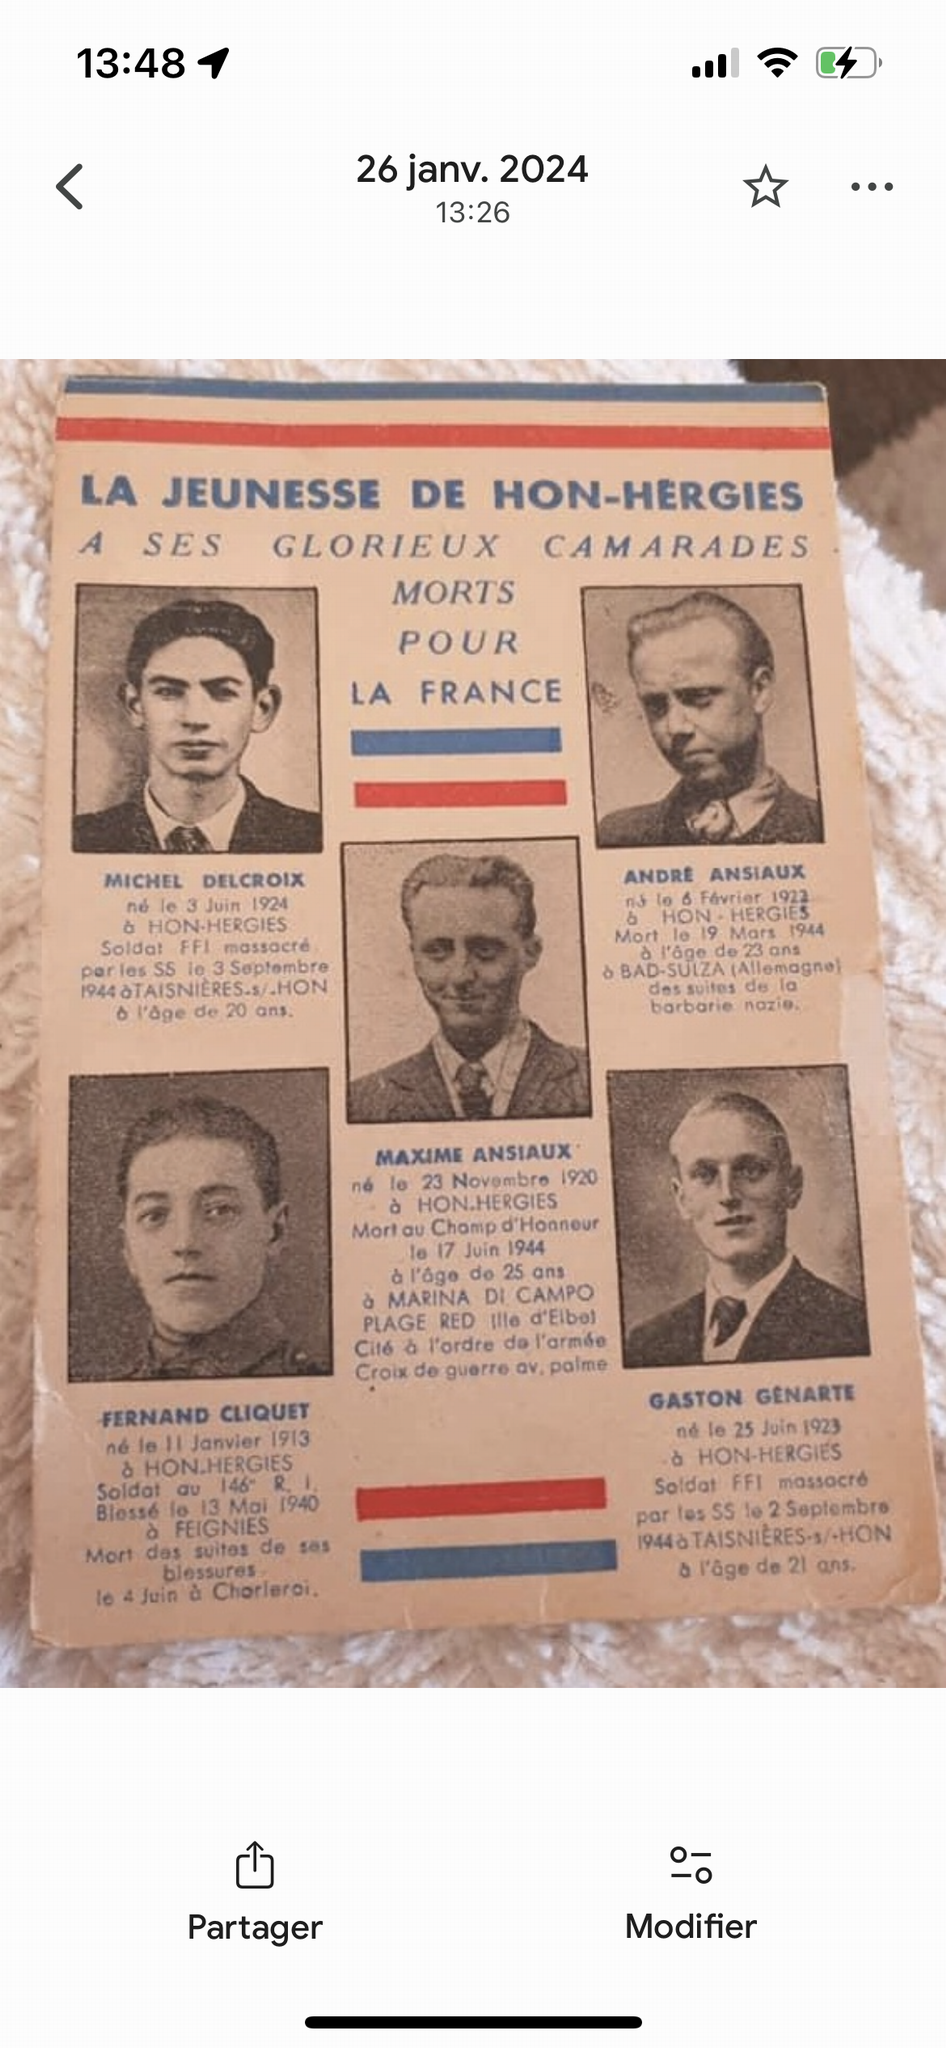 13:48
26 janv. 2024
13:26
LA JEUNESSE DE HON-HERGIES
A SES GLORIEUX CAMARADES
MORTS
POUR
LA FRANCE
MICHEL DELCROIX
né le 3 Juin 1924
à HON-HERGIES
Soldat FFI massacré
par les SS le 3 Septembre
1944 à TAISNIÈRES-s/-HON
à l'âge de 20 ans.
ANDRÉ ANSIAUX
né le 6 Février 1922
à HON-HERGIES
Mort le 19 Mars 1944
à l'âge de 23 ans
à BAD-SULZA (Allemagne)
des suites de la
barbarie nazie.
MAXIME ANSIAUX
né le 23 Novembre 1920
à HON-HERGIES
Mort au Champ d'Honneur
le 17 Juin 1944
à l'âge de 25 ans
à MARINA DI CAMPO
PLAGE RED (Ile d'Elbe)
Cité à l'ordre de l'armée
Croix de guerre av. palme
FERNAND CLIQUET
né le 11 Janvier 1913
à HON-HERGIES
Soldat au 146e R. I.
Blessé le 13 Mai 1940
à FEIGNIES
Mort des suites de ses
blessures
le 4 Juin à Charleroi.
GASTON GÉNARTE
né le 25 Juin 1923
à HON-HERGIES
Soldat FFI massacré
par les SS le 2 Septembre
1944 à TAISNIÈRES-s/-HON
à l'âge de 21 ans.
Partager
Modifier